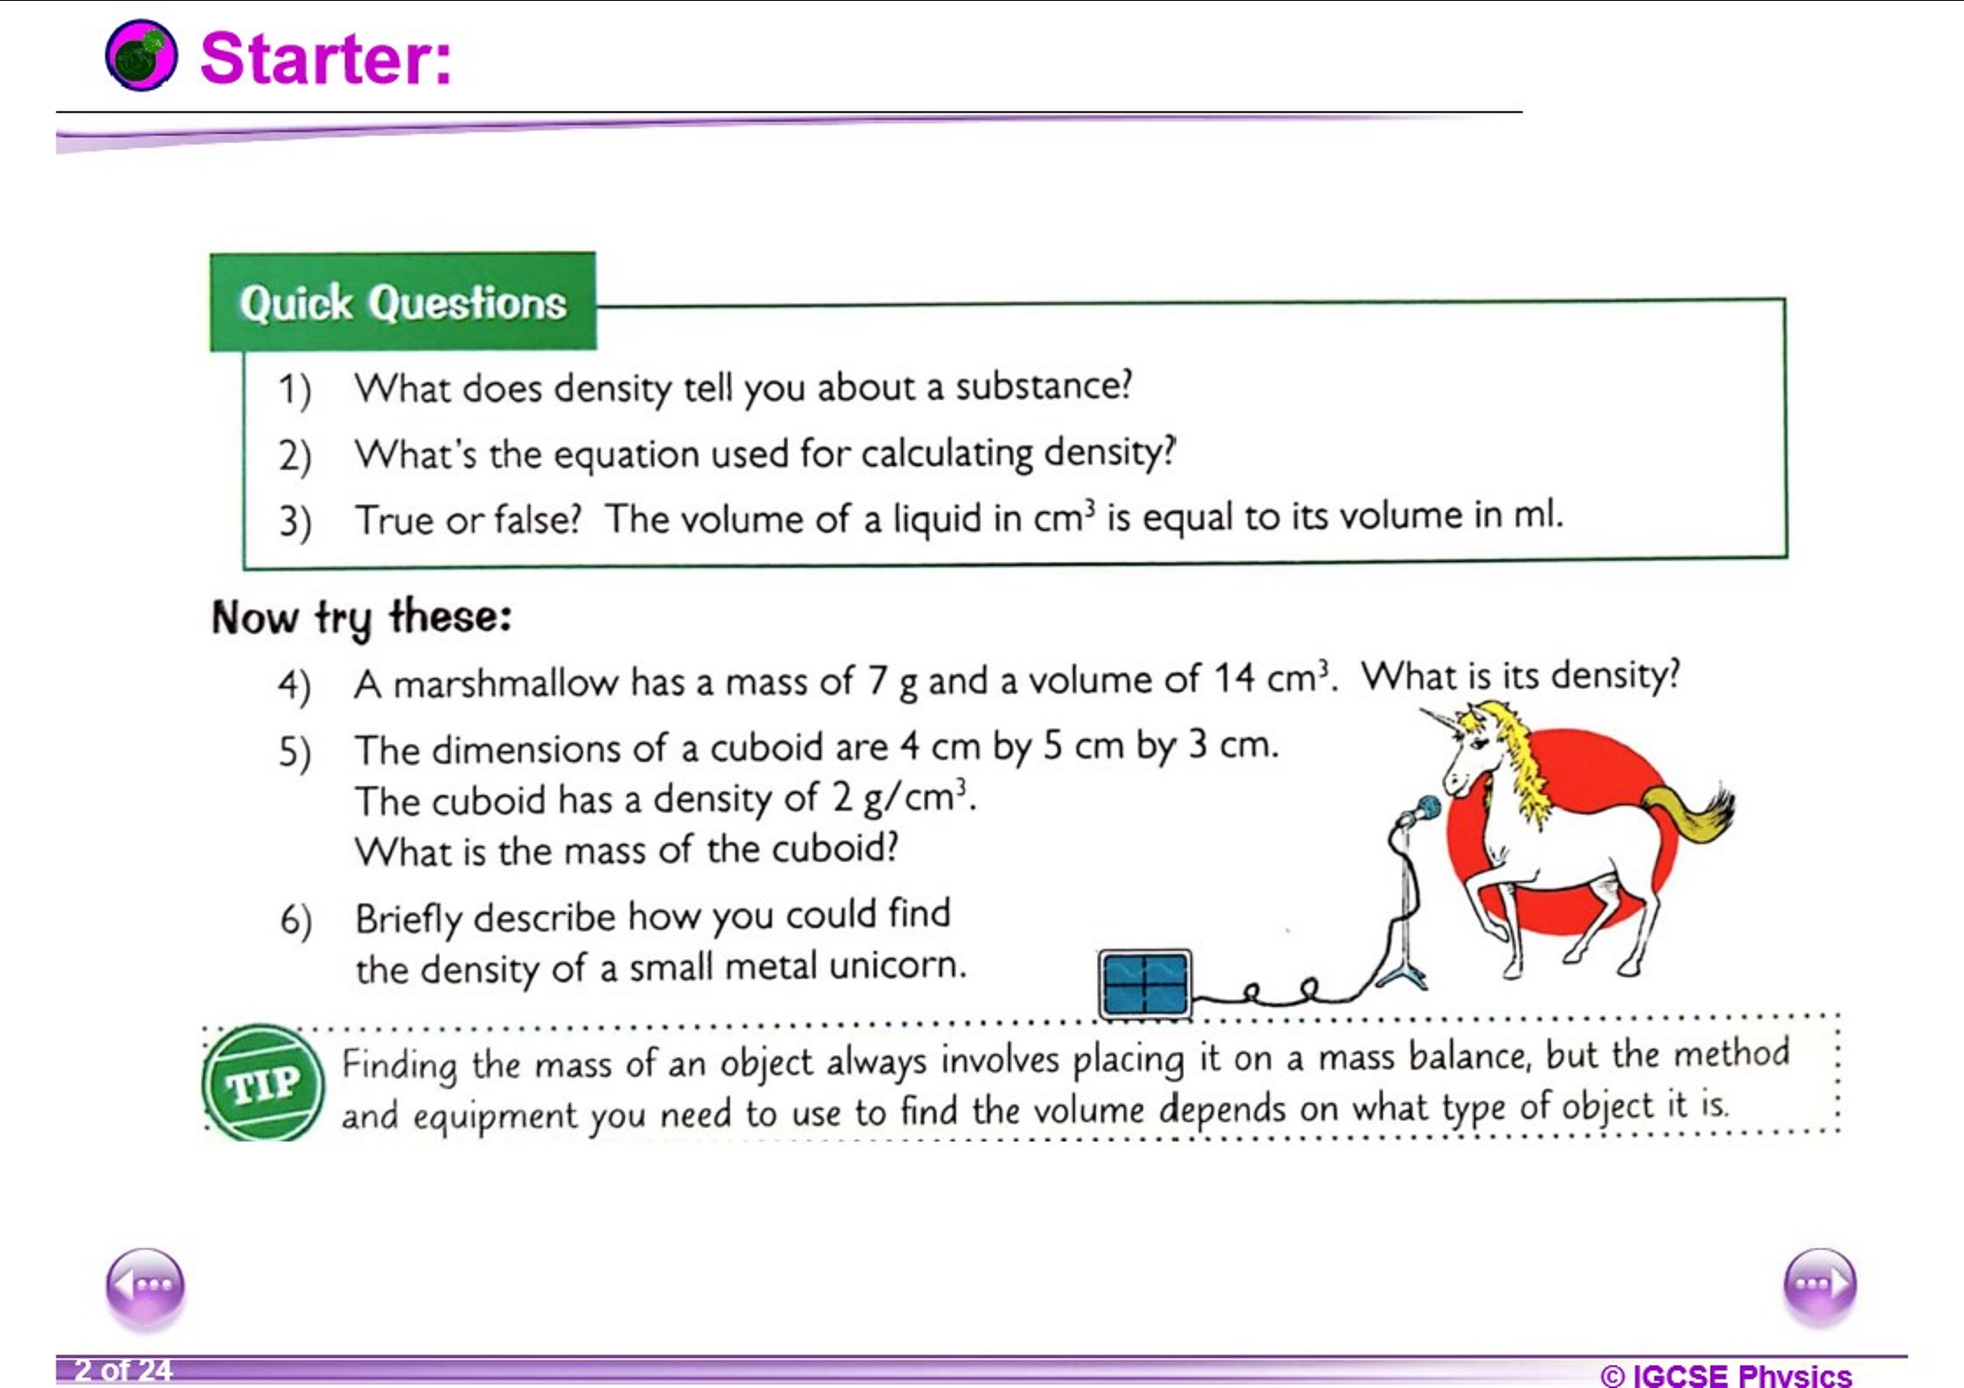 Starter:
Quick Questions
1) What does density tell you about a substance?
2) What's the equation used for calculating density?
3) True or false? The volume of a liquid in cm³ is equal to its volume in ml.
Now try these:
4) A marshmallow has a mass of 7 g and a volume of 14 cm³. What is its density?
5) The dimensions of a cuboid are 4 cm by 5 cm by 3 cm.
The cuboid has a density of 2 g/cm³.
What is the mass of the cuboid?
6) Briefly describe how you could find
the density of a small metal unicorn.
TIP
Finding the mass of an object always involves placing it on a mass balance, but the method
and equipment you need to use to find the volume depends on what type of object it is.
2 of 24
© IGCSE Physics